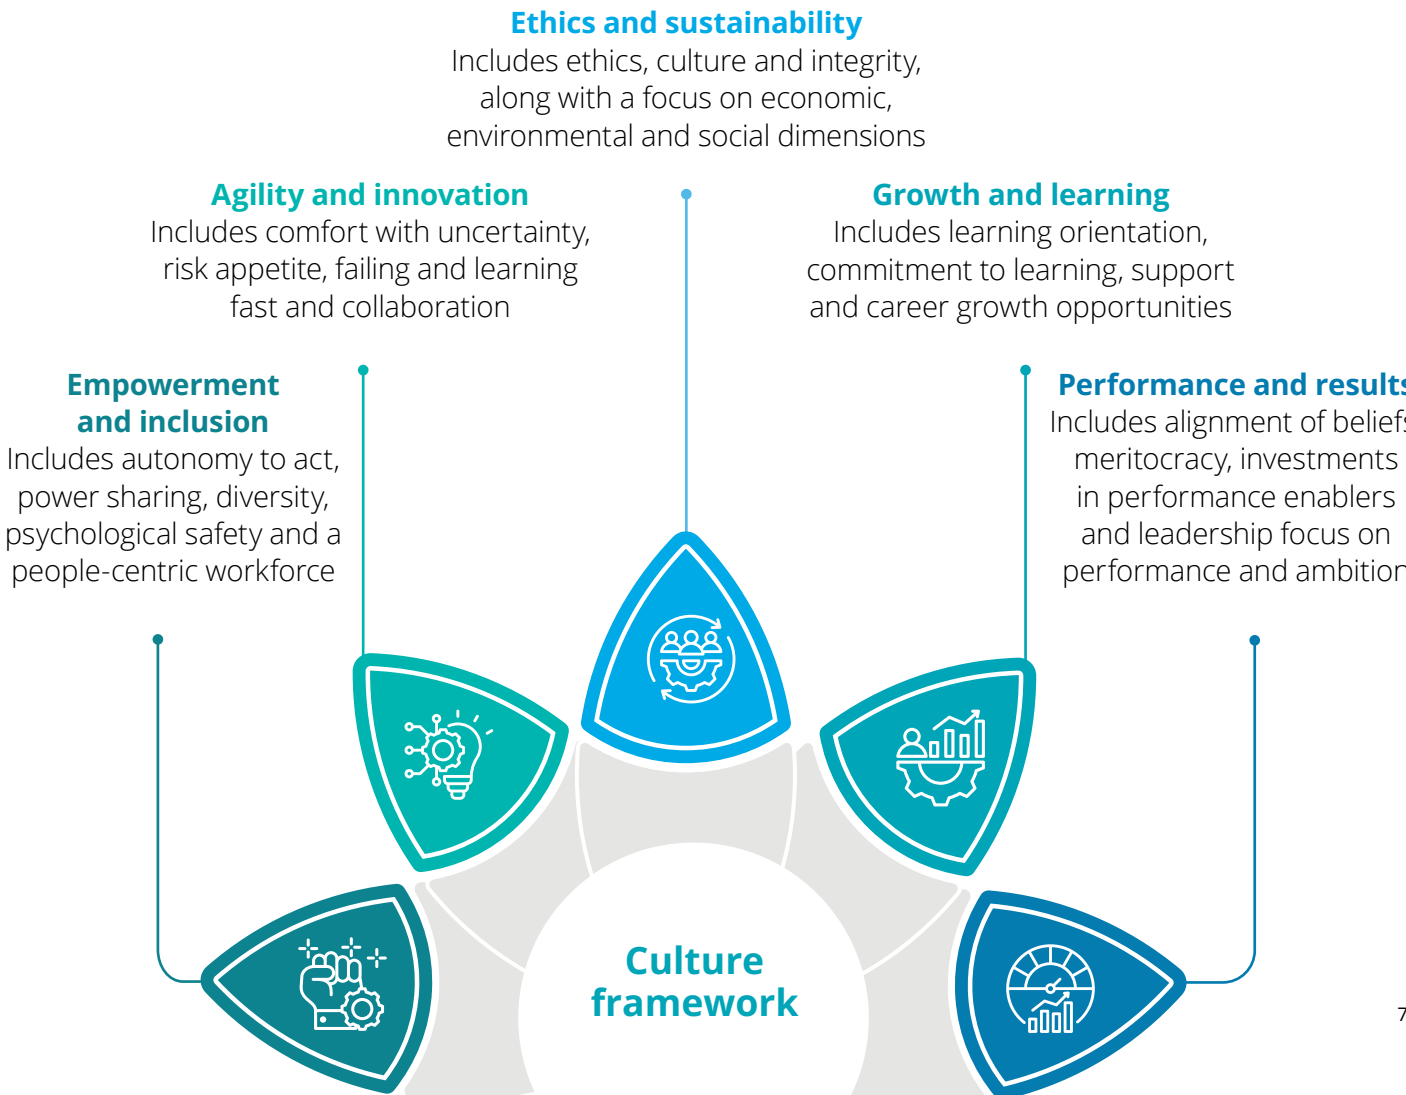 Ethics and sustainability
Includes ethics, culture and integrity,
along with a focus on economic,
environmental and social dimensions
Agility and innovation
Includes comfort with uncertainty,
risk appetite, failing and learning
fast and collaboration
Growth and learning
Includes learning orientation,
commitment to learning, support
and career growth opportunities
Empowerment
and inclusion
Includes autonomy to act,
power sharing, diversity,
psychological safety and a
people-centric workforce
Performance and results
Includes alignment of beliefs
meritocracy, investments
in performance enablers
and leadership focus on
performance and ambition
Culture
framework
7